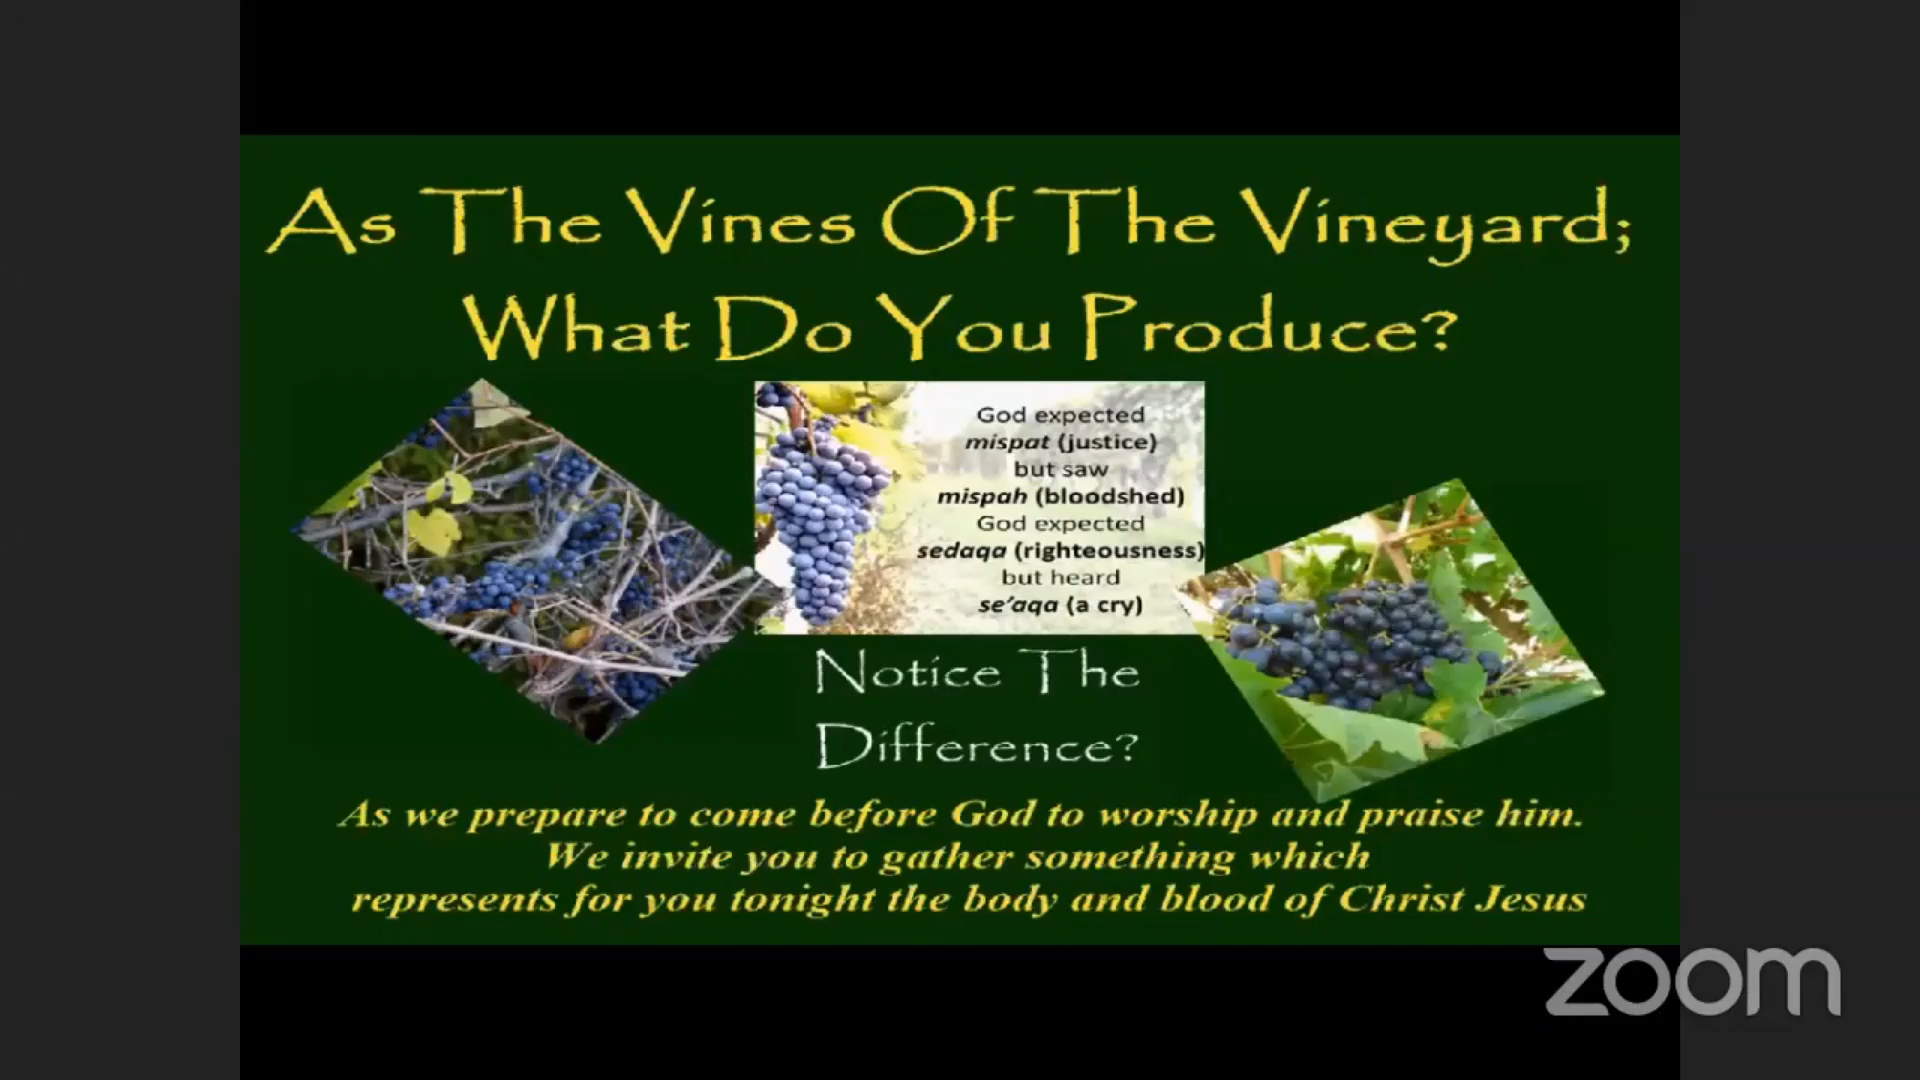 As The Vines Of The Vineyard;
What Do You Produce?
God expected
mispat (justice)
but saw
mispah (bloodshed)
God expected
sedaqa (righteousness)
but heard
se'aqa (a cry)
Notice The
Difference?
As we prepare to come before God to worship and praise him.
We invite you to gather something which
represents for you tonight the body and blood of Christ Jesus
zoom